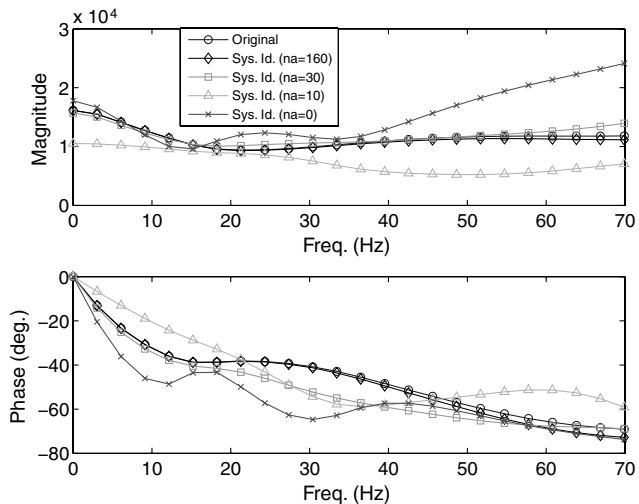 x 10⁴
3
2
1
0
Magnitude
Original
Sys. Id. (na=160)
Sys. Id. (na=30)
Sys. Id. (na=10)
Sys. Id. (na=0)
0 10 20 30 40 50 60 70
Freq. (Hz)
0
−20
−40
−60
−80
Phase (deg.)
0 10 20 30 40 50 60 70
Freq. (Hz)